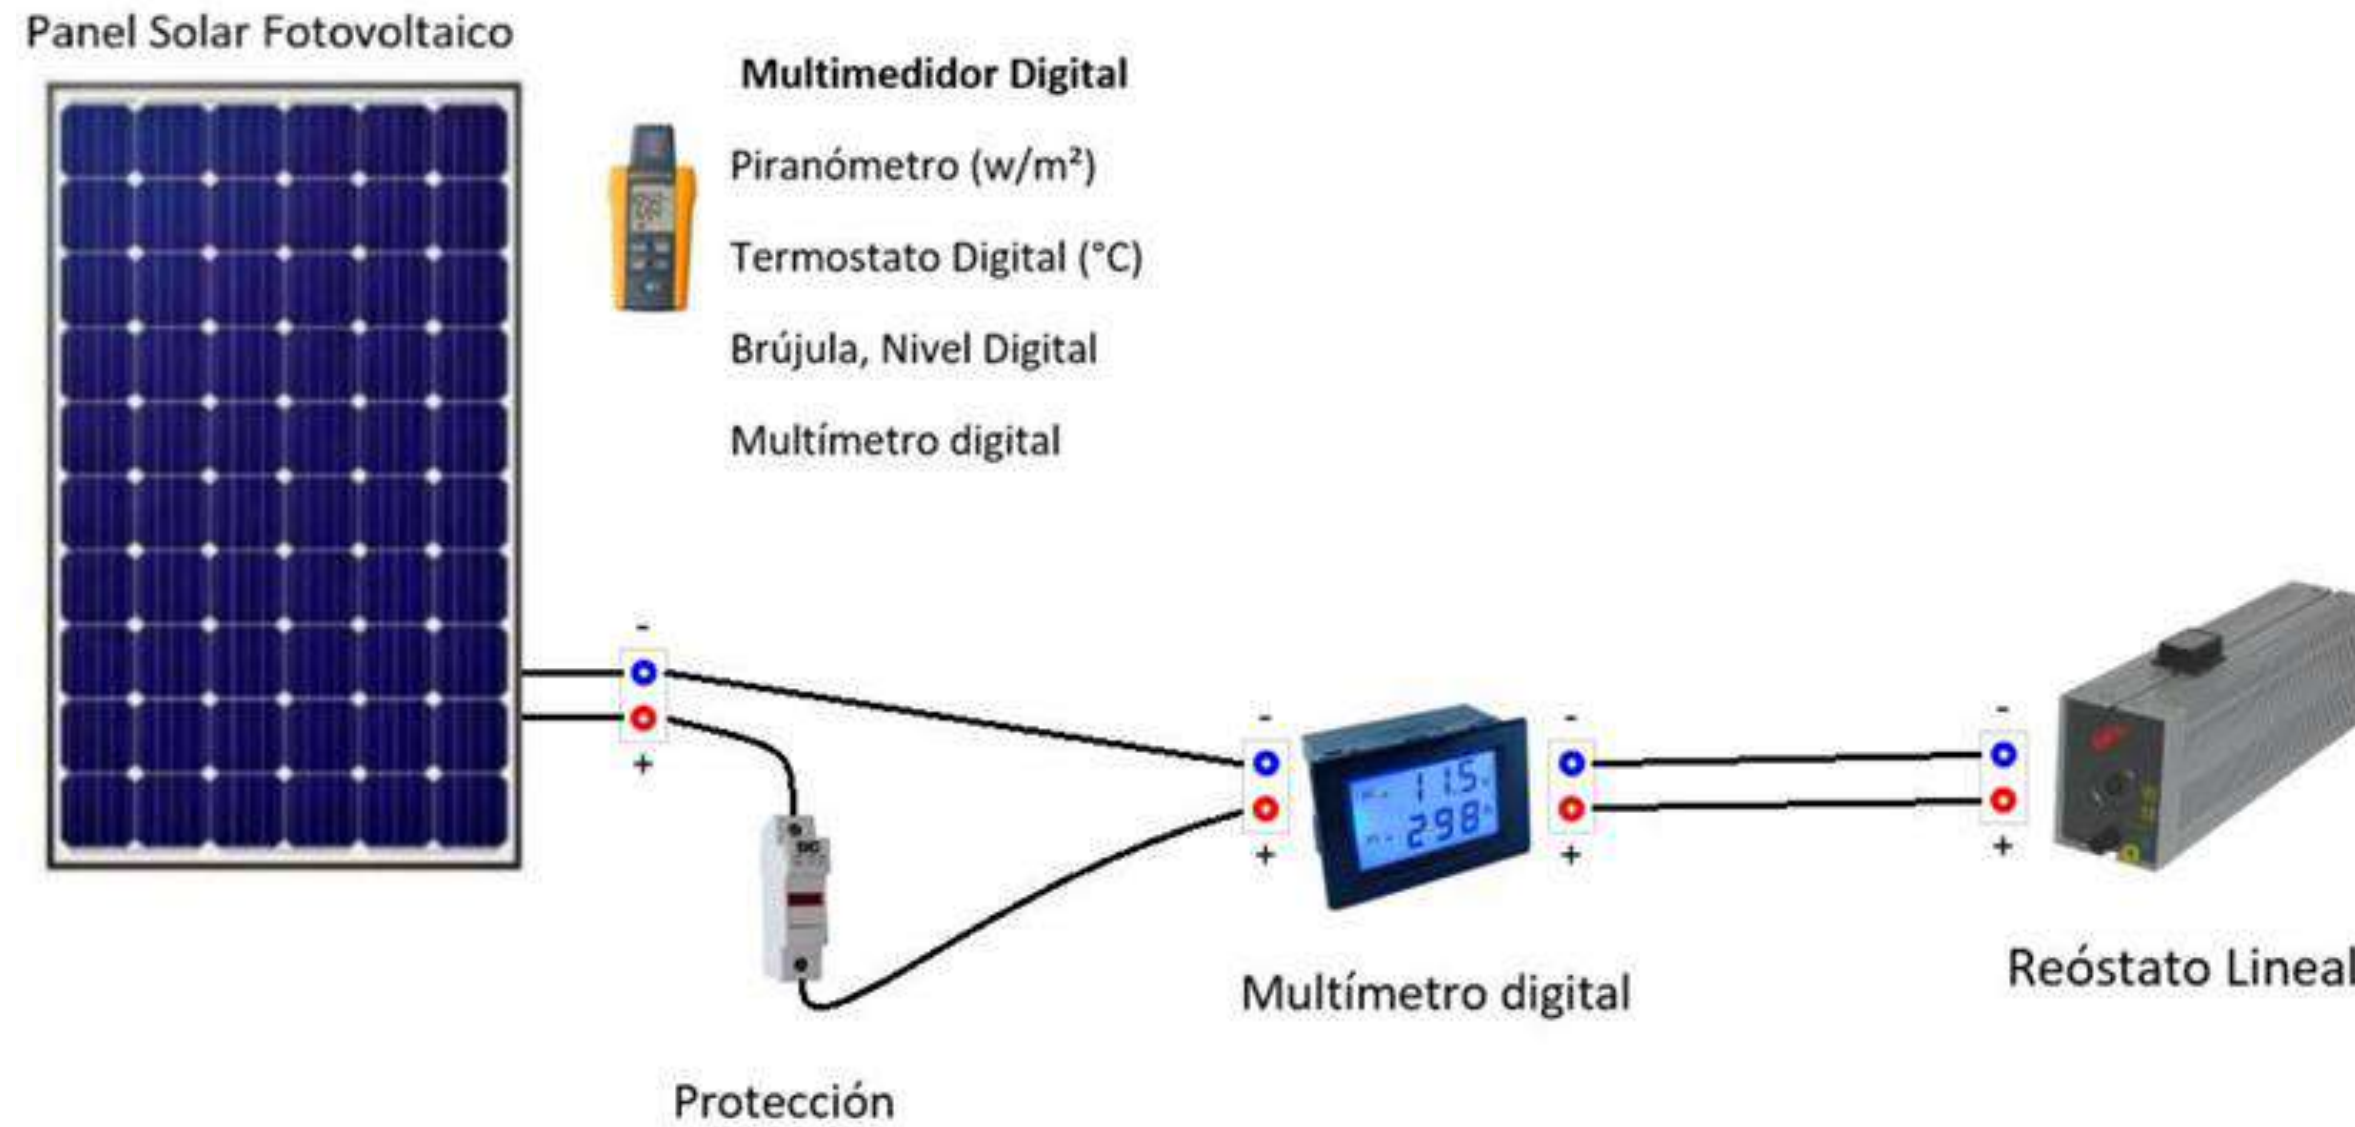 Panel Solar Fotovoltaico
Multimedidor Digital
Piranómetro (w/m²)
Termostato Digital (°C)
Brújula, Nivel Digital
Multímetro digital
-
+
-
+
11.5
298
-
+
-
+
Multímetro digital
Reóstato Lineal
Protección